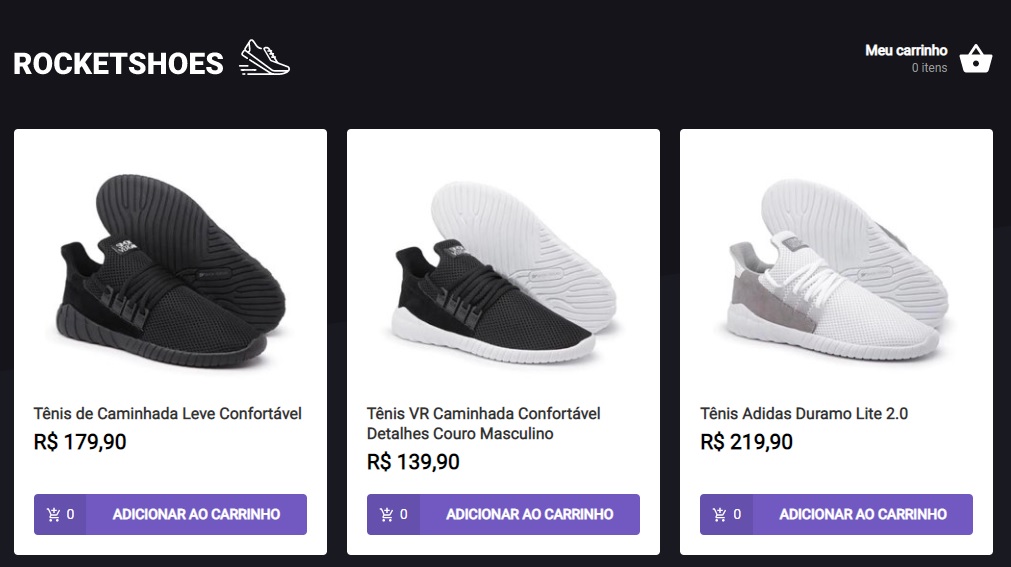 ROCKETSHOES
Meu carrinho
0 itens
Tênis de Caminhada Leve Confortável
R$ 179,90
0 ADICIONAR AO CARRINHO
Tênis VR Caminhada Confortável
Detalhes Couro Masculino
R$ 139,90
0 ADICIONAR AO CARRINHO
Tênis Adidas Duramo Lite 2.0
R$ 219,90
0 ADICIONAR AO CARRINHO